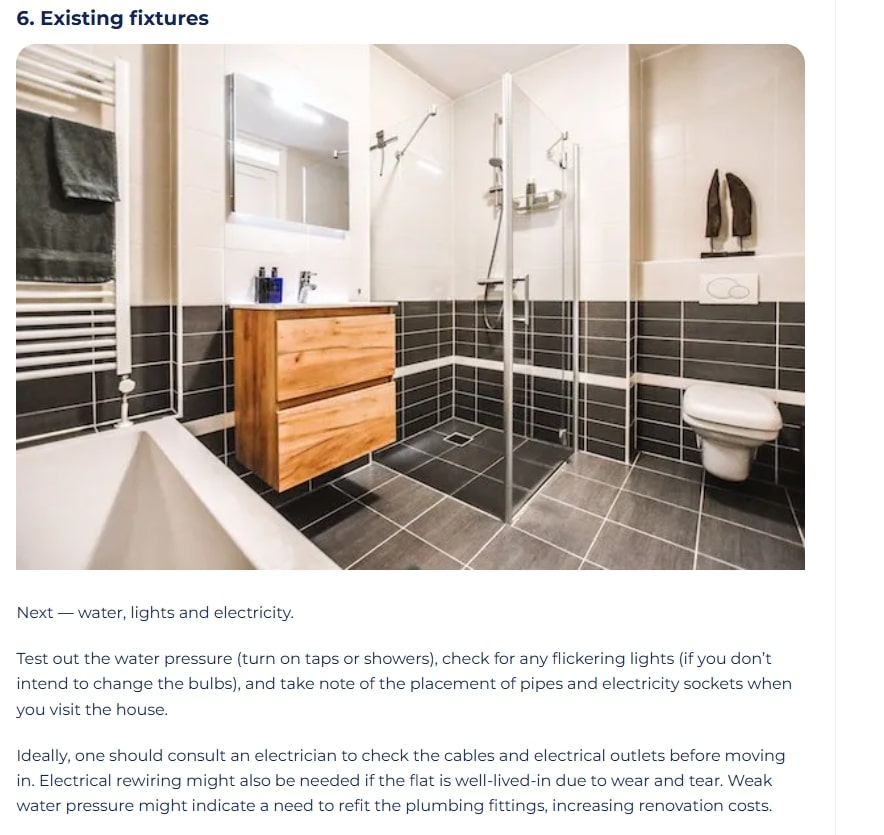 6. Existing fixtures
Next — water, lights and electricity.
Test out the water pressure (turn on taps or showers), check for any flickering lights (if you don’t
intend to change the bulbs), and take note of the placement of pipes and electricity sockets when
you visit the house.
Ideally, one should consult an electrician to check the cables and electrical outlets before moving
in. Electrical rewiring might also be needed if the flat is well-lived-in due to wear and tear. Weak
water pressure might indicate a need to refit the plumbing fittings, increasing renovation costs.